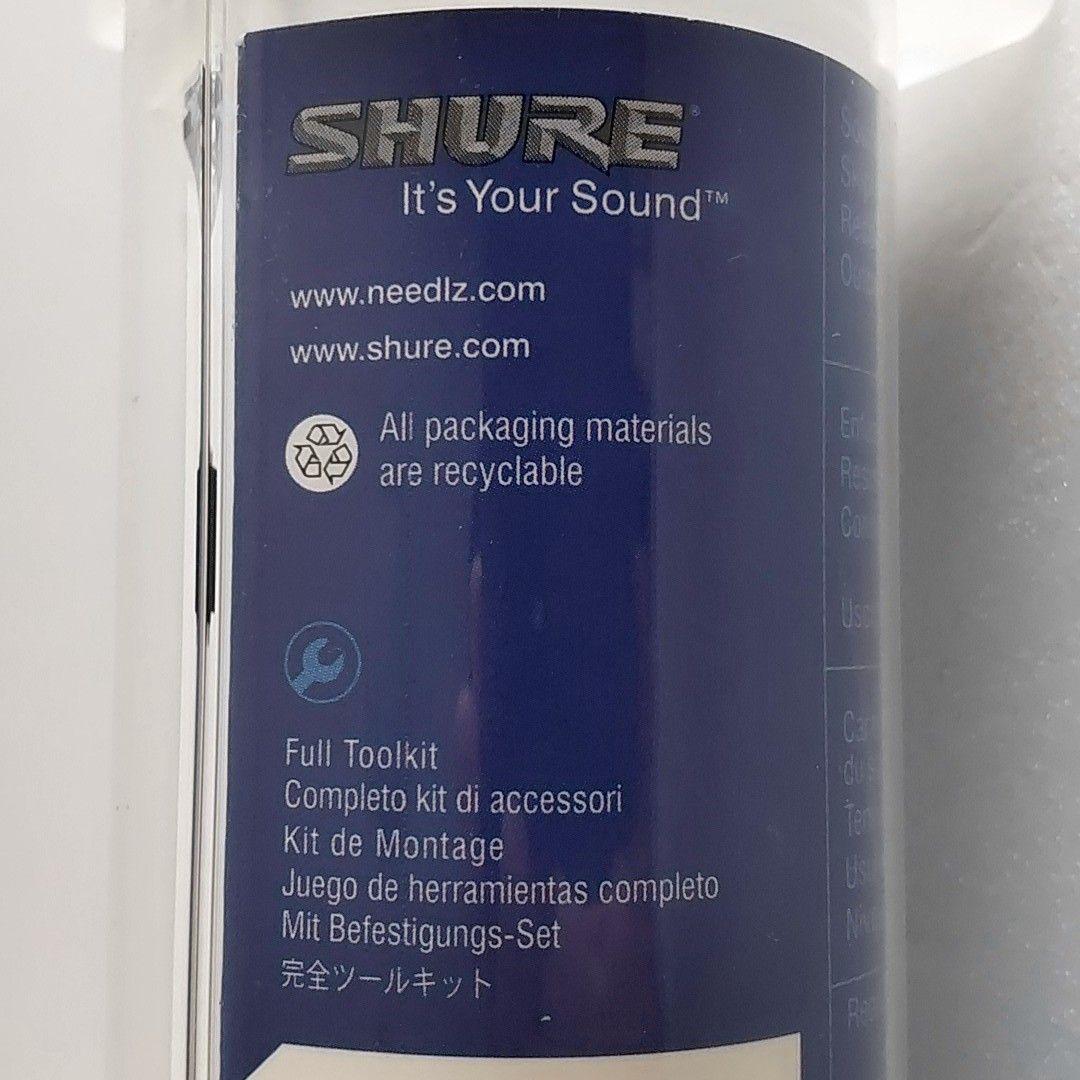 SHURE®
It's Your Sound™
www.needlz.com
www.shure.com
All packaging materials
are recyclable
Full Toolkit
Completo kit di accessori
Kit de Montage
Juego de herramientas completo
Mit Befestigungs-Set
完全ツールキット